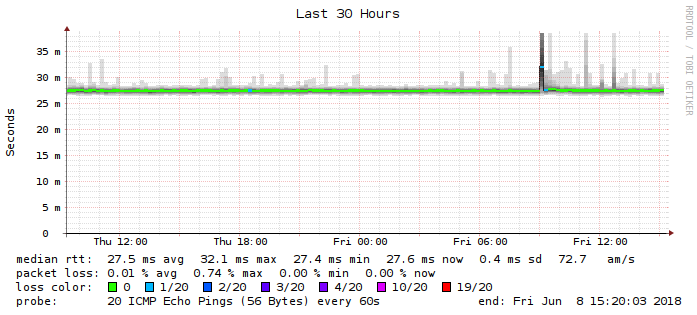 Last 30 Hours
RRDTOOL / TOBI OETIKER
Seconds
35 m
30 m
25 m
20 m
15 m
10 m
5 m
0
Thu 12:00 Thu 18:00 Fri 00:00 Fri 06:00 Fri 12:00
median rtt: 27.5 ms avg 32.1 ms max 27.4 ms min 27.6 ms now 0.4 ms sd 72.7 am/s
packet loss: 0.01 % avg 0.74 % max 0.00 % min 0.00 % now
loss color: 0 1/20 2/20 3/20 4/20 10/20 19/20
probe: 20 ICMP Echo Pings (56 Bytes) every 60s end: Fri Jun 8 15:20:03 2018